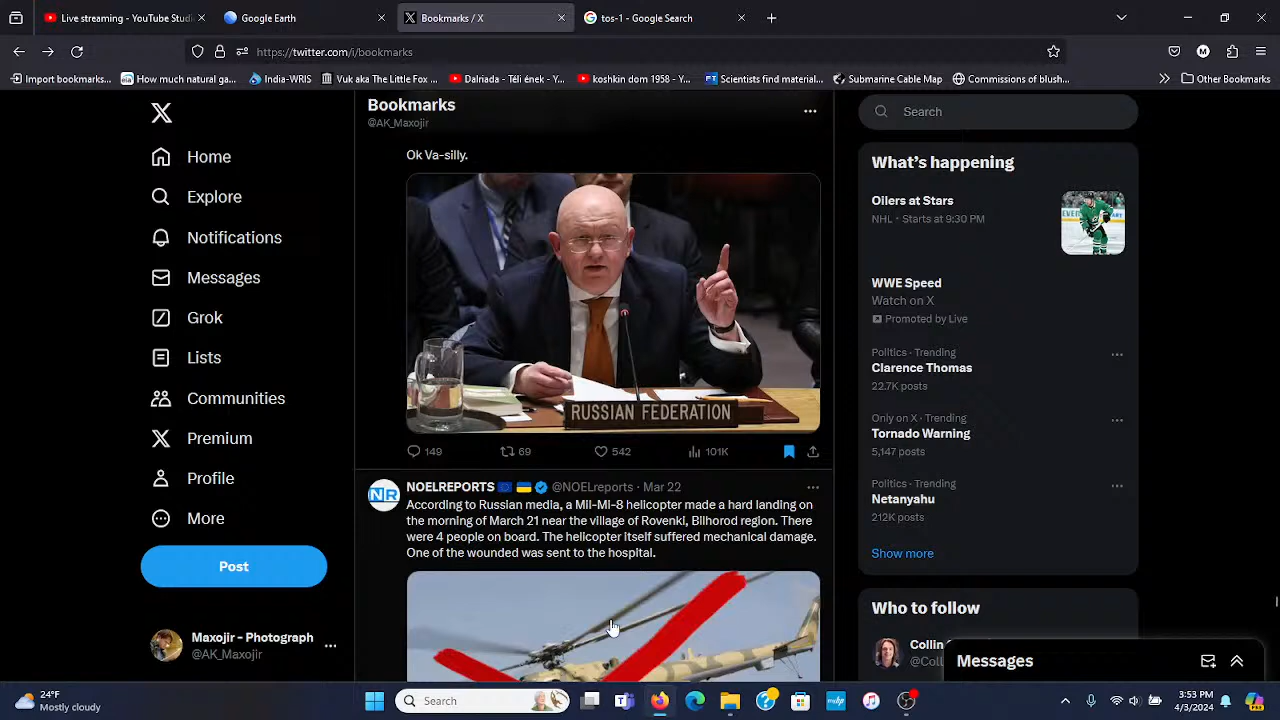 Live streaming - YouTube Studi
Google Earth
Bookmarks / X
tos-1 - Google Search
https://twitter.com/i/bookmarks
Import bookmarks...
How much natural ga...
India-WRIS
Vuk aka The Little Fox ...
Dalriada - Téli ének - Y...
koshkin dom 1958 - Y...
Scientists find material...
Submarine Cable Map
Commissions of blush...
Other Bookmarks
Bookmarks
@AK_Maxojir
Search
Home
Explore
Notifications
Messages
Grok
Lists
Communities
Premium
Profile
More
Post
Maxojir - Photograph
@AK_Maxojir
Ok Va-silly.
RUSSIAN FEDERATION
149 69 542 101K
NOELREPORTS @NOELreports · Mar 22
According to Russian media, a Mil-Mi-8 helicopter made a hard landing on
the morning of March 21 near the village of Rovenki, Bilhorod region. There
were 4 people on board. The helicopter itself suffered mechanical damage.
One of the wounded was sent to the hospital.
What's happening
Oilers at Stars
NHL · Starts at 9:30 PM
WWE Speed
Watch on X
Promoted by Live
Politics · Trending
Clarence Thomas
22.7K posts
Only on X · Trending
Tornado Warning
5,147 posts
Politics · Trending
Netanyahu
212K posts
Show more
Who to follow
Collin
@Coll
Messages
24°F
Mostly cloudy
Search
3:53 PM
4/3/2024